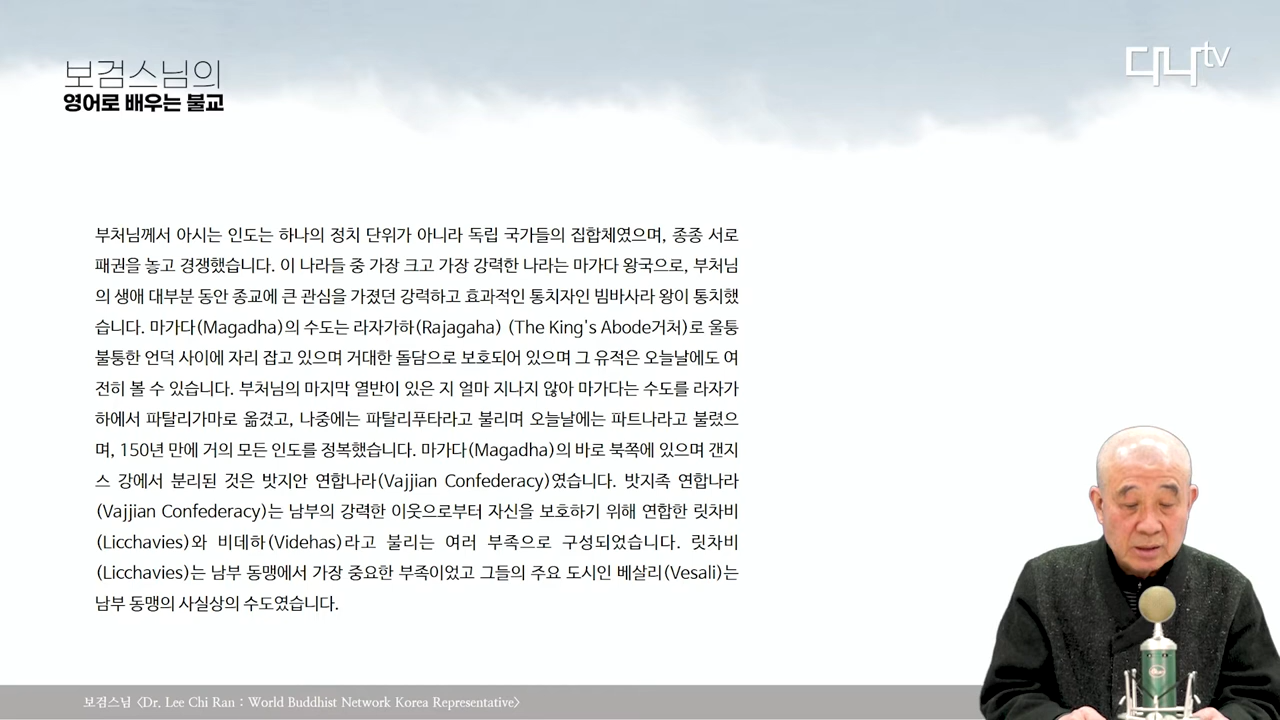 보검스님의
영어로 배우는 불교
디나tv
부처님께서 아시는 인도는 하나의 정치 단위가 아니라 독립 국가들의 집합체였으며, 종종 서로
패권을 놓고 경쟁했습니다. 이 나라들 중 가장 크고 가장 강력한 나라는 마가다 왕국으로, 부처님
의 생애 대부분 동안 종교에 큰 관심을 가졌던 강력하고 효과적인 통치자인 빔바사라 왕이 통치했
습니다. 마가다(Magadha)의 수도는 라자가하(Rajagaha) (The King's Abode거처)로 울퉁
불퉁한 언덕 사이에 자리 잡고 있으며 거대한 돌담으로 보호되어 있으며 그 유적은 오늘날에도 여
전히 볼 수 있습니다. 부처님의 마지막 열반이 있은 지 얼마 지나지 않아 마가다는 수도를 라자가
하에서 파탈리가마로 옮겼고, 나중에는 파탈리푸타라고 불리며 오늘날에는 파트나라고 불렸으
며, 150년 만에 거의 모든 인도를 정복했습니다. 마가다(Magadha)의 바로 북쪽에 있으며 갠지
스 강에서 분리된 것은 밧지안 연합나라(Vajjian Confederacy)였습니다. 밧지족 연합나라
(Vajjian Confederacy)는 남부의 강력한 이웃으로부터 자신을 보호하기 위해 연합한 릿차비
(Licchavies)와 비데하(Videhas)라고 불리는 여러 부족으로 구성되었습니다. 릿차비
(Licchavies)는 남부 동맹에서 가장 중요한 부족이었고 그들의 주요 도시인 베살리(Vesali)는
남부 동맹의 사실상의 수도였습니다.
보검스님 <Dr. Lee Chi Ran : World Buddhist Network Korea Representative>